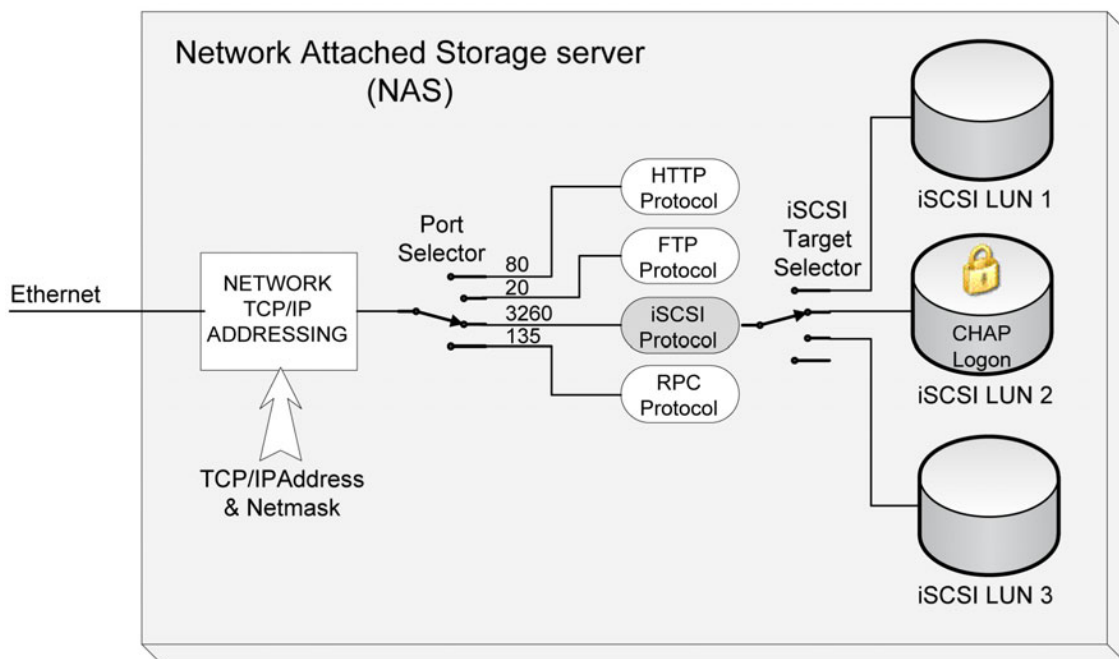 Network Attached Storage server
(NAS)
Ethernet
NETWORK
TCP/IP
ADDRESSING
TCP/IPAddress
& Netmask
Port
Selector
80
20
3260
135
HTTP
Protocol
FTP
Protocol
iSCSI
Protocol
RPC
Protocol
iSCSI
Target
Selector
iSCSI LUN 1
CHAP
Logon
iSCSI LUN 2
iSCSI LUN 3